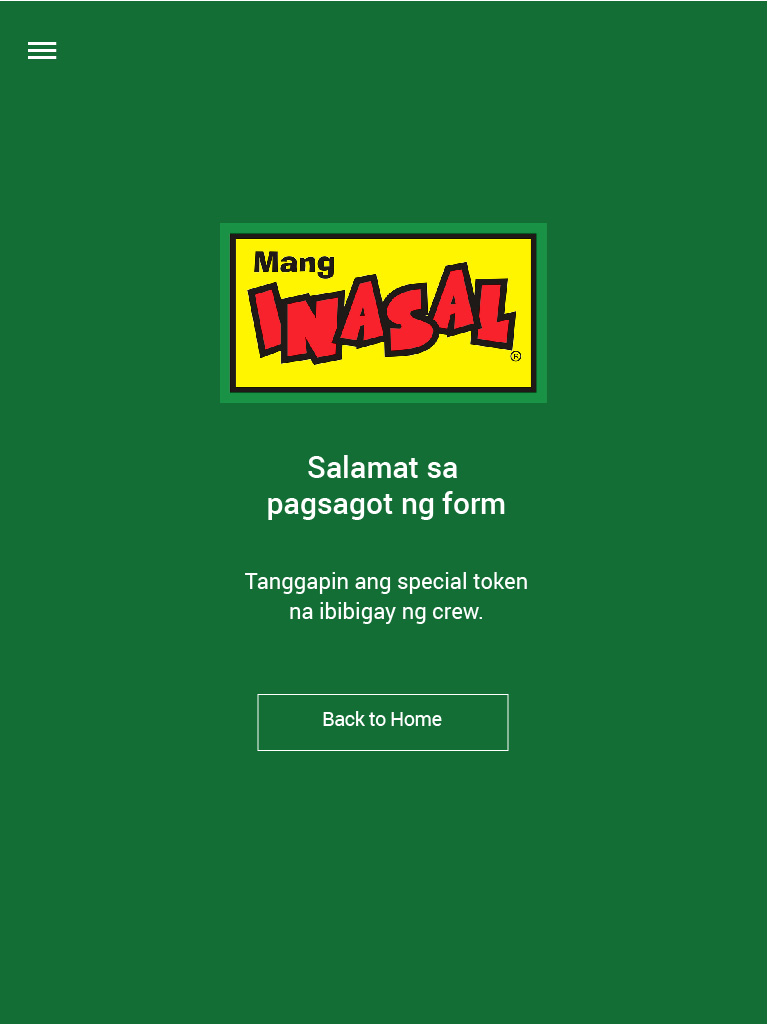 Mang
INASAL
®
Salamat sa
pagsagot ng form
Tanggapin ang special token
na ibibigay ng crew.
Back to Home